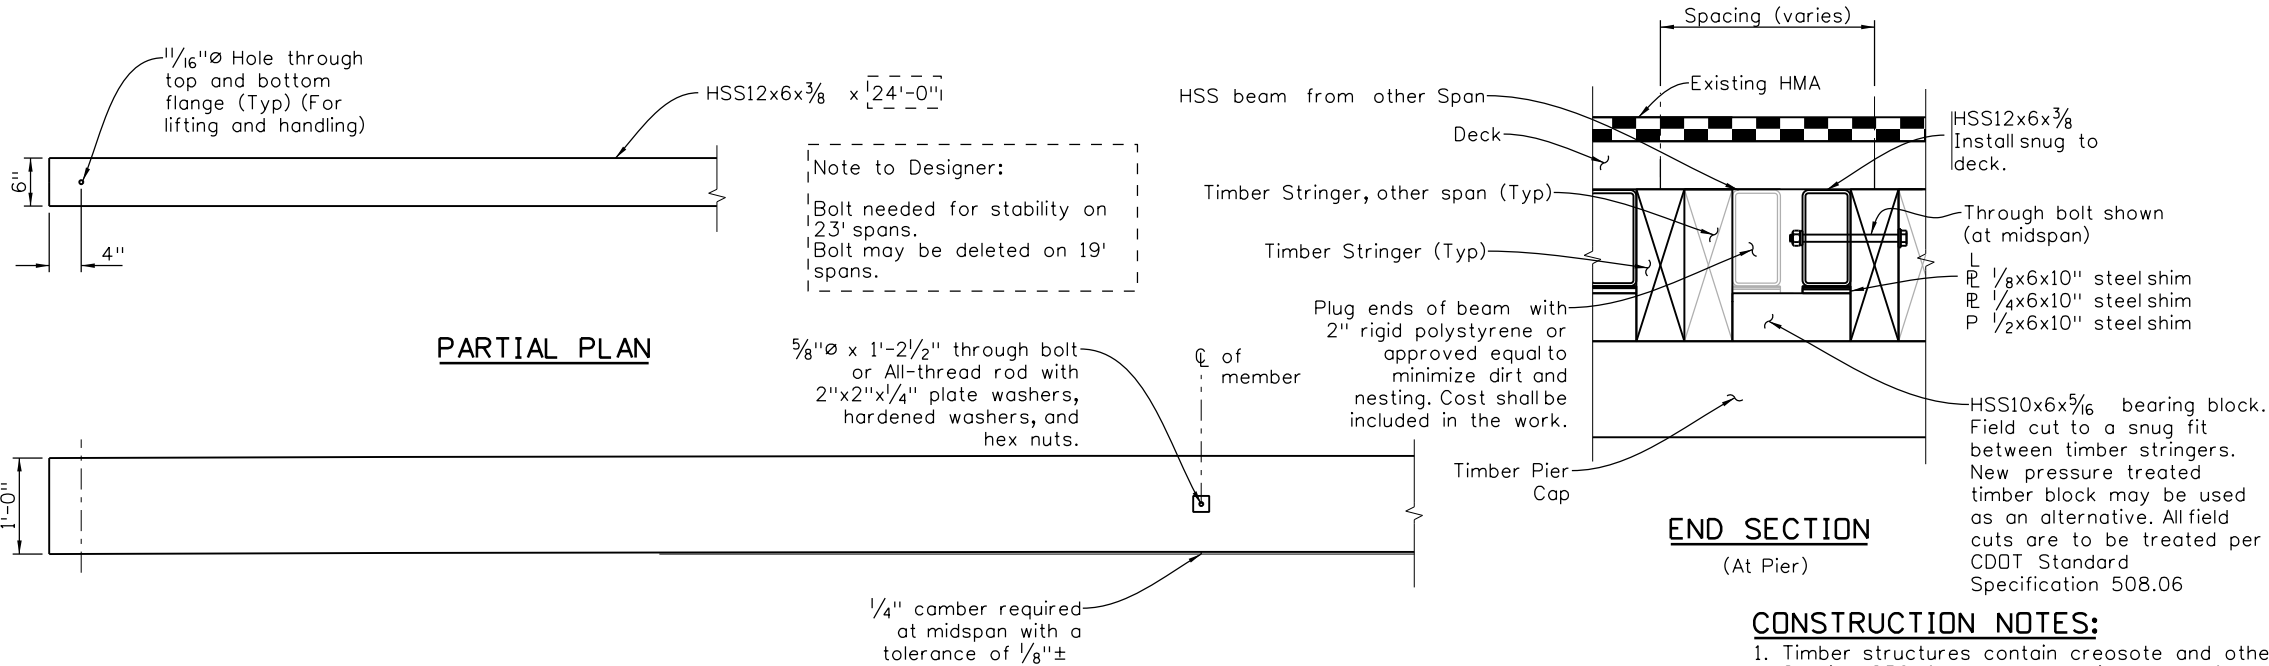 11/16"Ø Hole through
top and bottom
flange (Typ) (For
lifting and handling)
HSS12x6x3/8 x 24'-0"
6"
4"
Note to Designer:
Bolt needed for stability on
23' spans.
Bolt may be deleted on 19'
spans.
PARTIAL PLAN
5/8"Ø x 1'-2 1/2" through bolt
or All-thread rod with
2"x2"x1/4" plate washers,
hardened washers, and
hex nuts.
℄ of
member
1'-0"
1/4" camber required
at midspan with a
tolerance of 1/8"±
Spacing (varies)
Existing HMA
HSS beam from other Span
Deck
Timber Stringer, other span (Typ)
Timber Stringer (Typ)
Plug ends of beam with
2" rigid polystyrene or
approved equal to
minimize dirt and
nesting. Cost shall be
included in the work.
Timber Pier
Cap
HSS12x6x3/8
Install snug to
deck.
Through bolt shown
(at midspan)
L
PL 1/8x6x10" steel shim
PL 1/4x6x10" steel shim
P 1/2x6x10" steel shim
HSS10x6x5/16 bearing block.
Field cut to a snug fit
between timber stringers.
New pressure treated
timber block may be used
as an alternative. All field
cuts are to be treated per
CDOT Standard
Specification 508.06
END SECTION
(At Pier)
CONSTRUCTION NOTES:
1. Timber structures contain creosote and othe